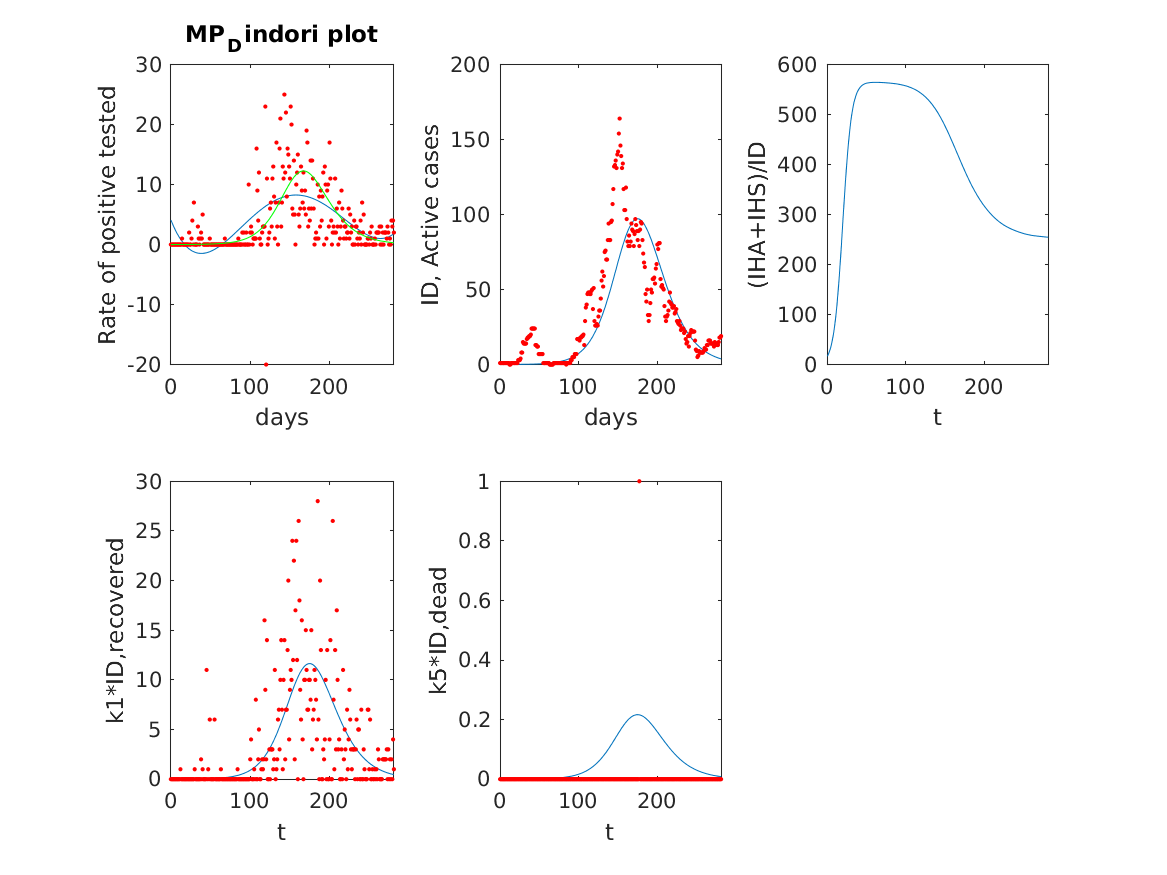 MP_D indori plot
30
20
10
0
-10
-20
0 100 200
Rate of positive tested
days
200
150
100
50
0
0 100 200
ID, Active cases
days
600
500
400
300
200
100
0
0 100 200
(IHA+IHS)/ID
t
30
25
20
15
10
5
0
0 100 200
k1*ID,recovered
t
1
0.8
0.6
0.4
0.2
0
0 100 200
k5*ID,dead
t